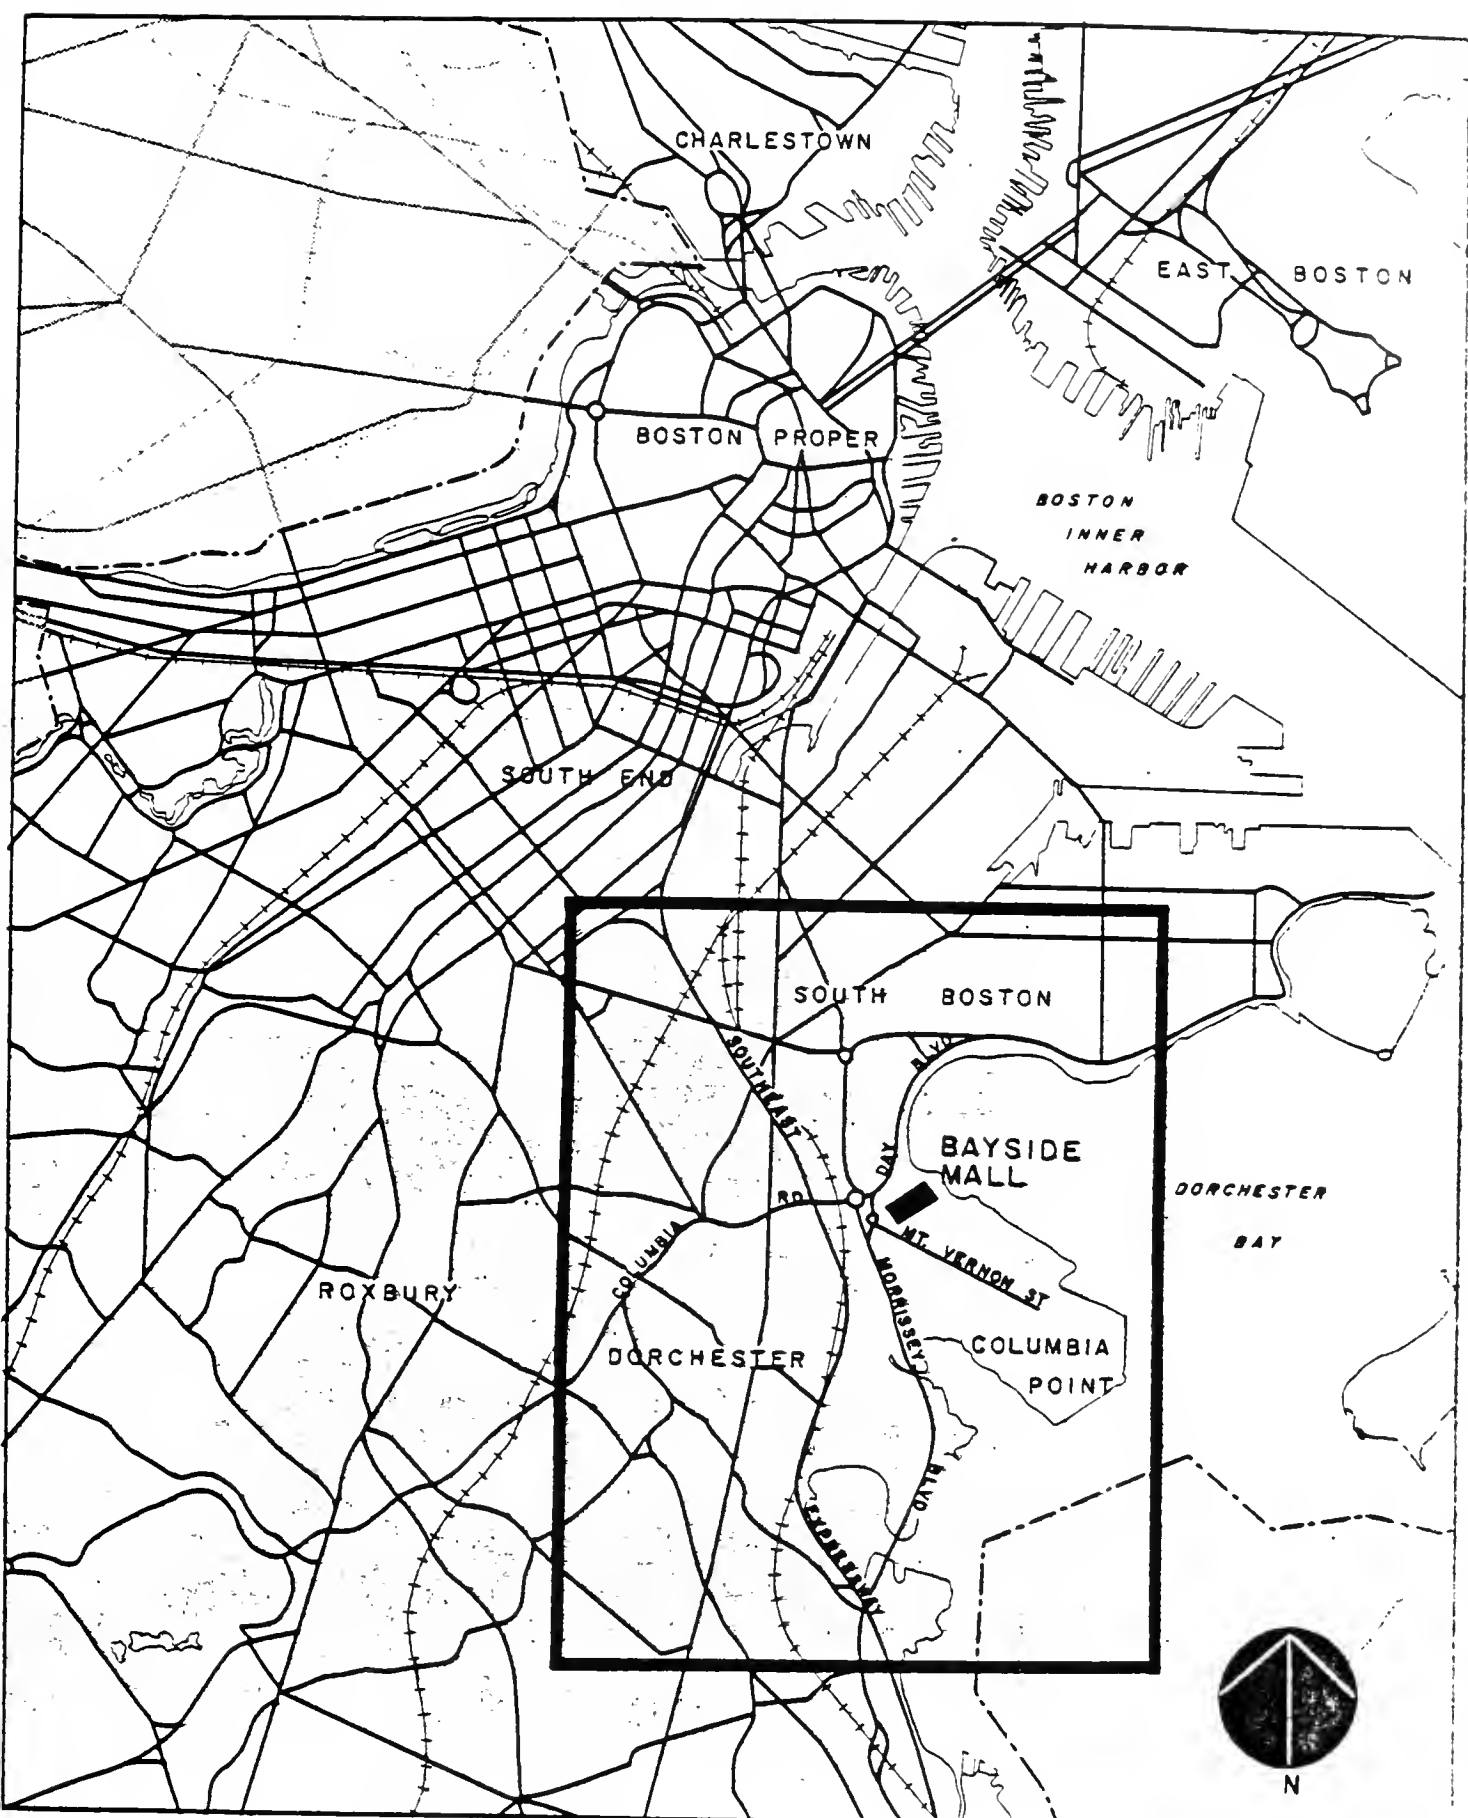 CHARLESTOWN
EAST BOSTON
BOSTON PROPER
BOSTON
INNER
HARBOR
SOUTH END
SOUTH BOSTON
SOUTHEAST
BLVD
DAY
BAYSIDE
MALL
RD
COLUMBIA
MT. VERNON ST
DORCHESTER
BAY
ROXBURY
MORRISSEY
DORCHESTER
COLUMBIA
POINT
BLVD
EXPRESSWAY
N